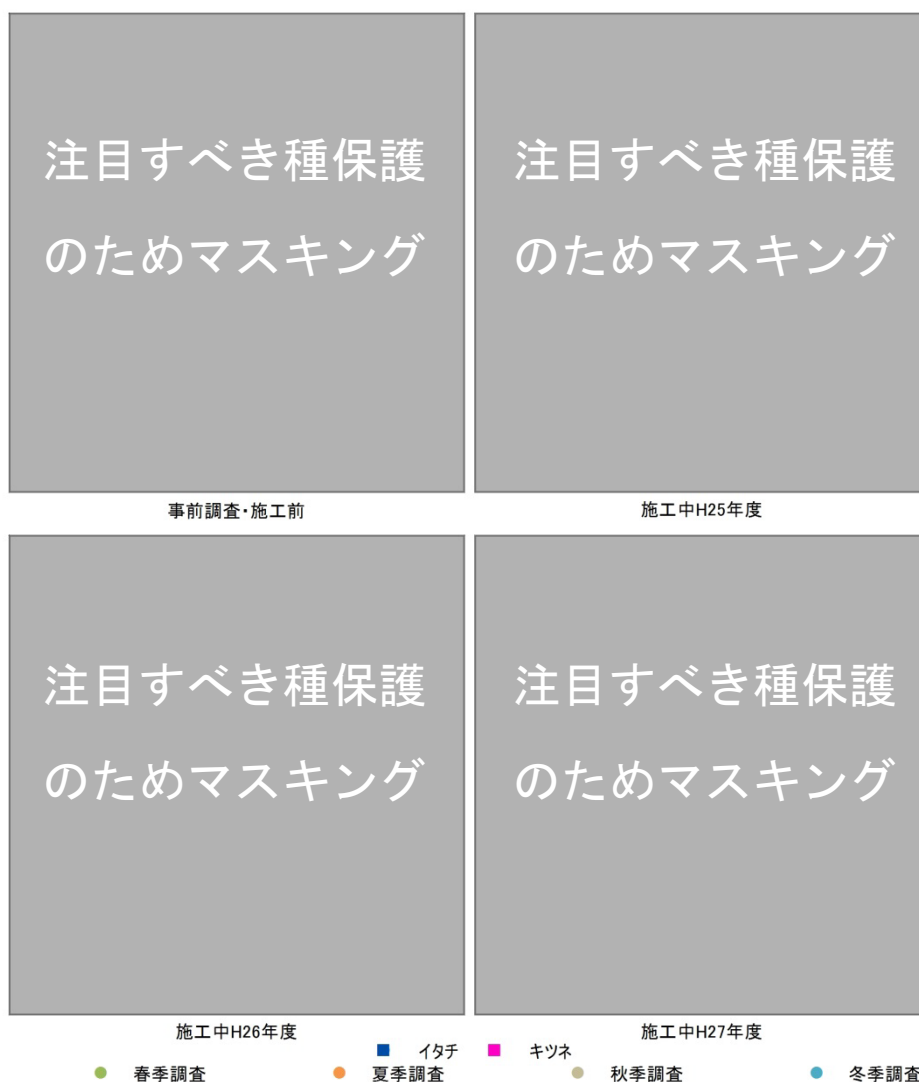 注目すべき種保護
のためマスキング
注目すべき種保護
のためマスキング
事前調査・施工前
施工中H25年度
注目すべき種保護
のためマスキング
注目すべき種保護
のためマスキング
施工中H26年度
施工中H27年度
イタチ キツネ
春季調査 夏季調査 秋季調査 冬季調査